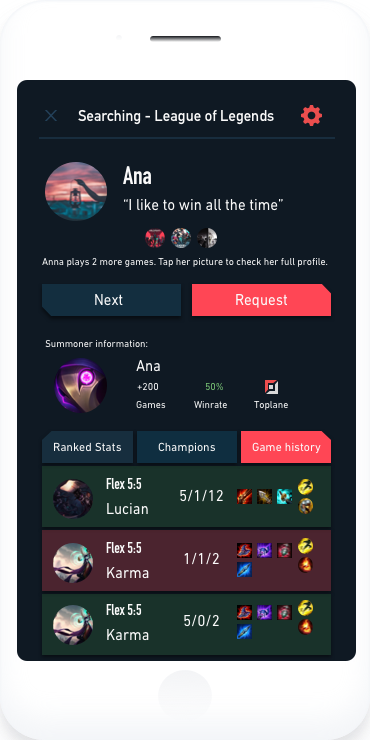 Searching - League of Legends
Ana
“I like to win all the time”
Anna plays 2 more games. Tap her picture to check her full profile.
Next
Request
Summoner information:
Ana
+200
50%
Games
Winrate
Toplane
Ranked Stats
Champions
Game history
Flex 5:5
Lucian
5/1/12
Flex 5:5
Karma
1/1/2
Flex 5:5
Karma
5/0/2